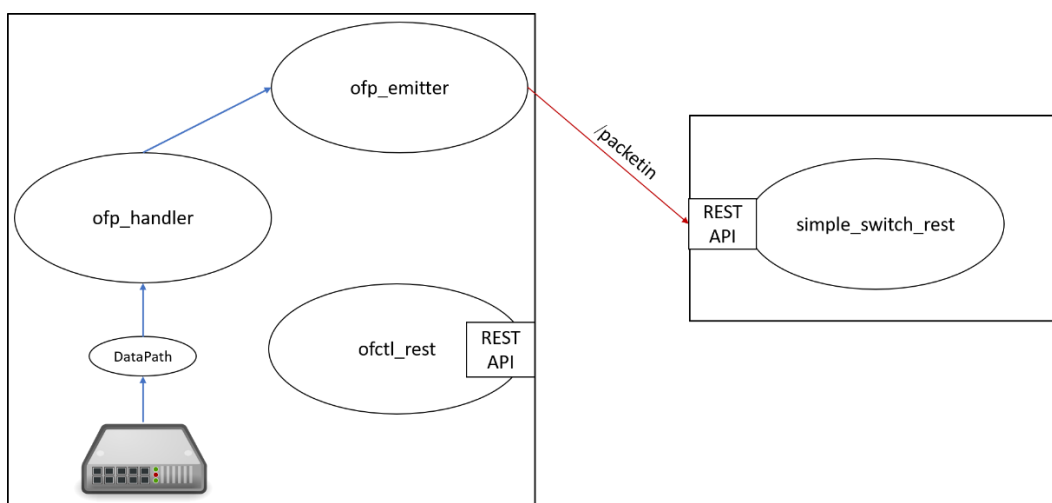 ofp_emitter
/packetin
ofp_handler
REST
API
simple_switch_rest
DataPath
ofctl_rest
REST
API